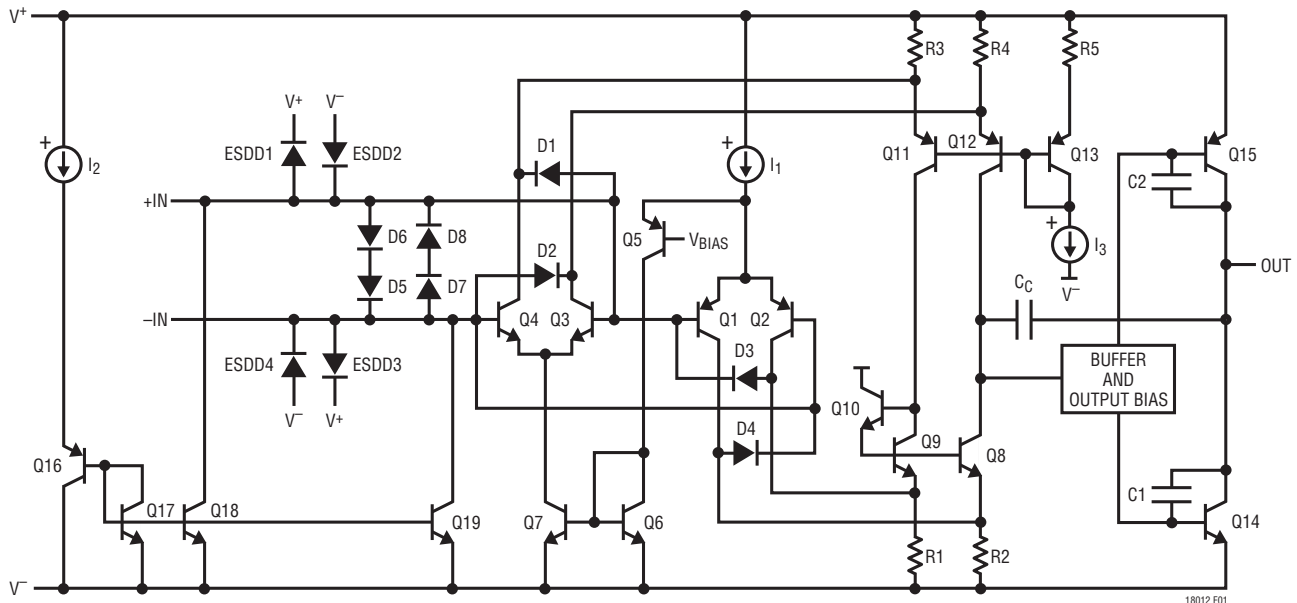 V+
R3
R4
R5
V+
V−
+
I2
ESDD1
ESDD2
D1
+
I1
Q11
Q12
Q13
C2
Q15
+IN
D6
D8
Q5
VBIAS
+
I3
V−
OUT
D2
D5
D7
CC
−IN
Q4
Q3
Q1
Q2
ESDD4
ESDD3
D3
BUFFER
AND
OUTPUT BIAS
V−
V+
Q10
D4
Q9
Q8
Q16
C1
Q17
Q18
Q19
Q7
Q6
Q14
R1
R2
V−
18012 F01